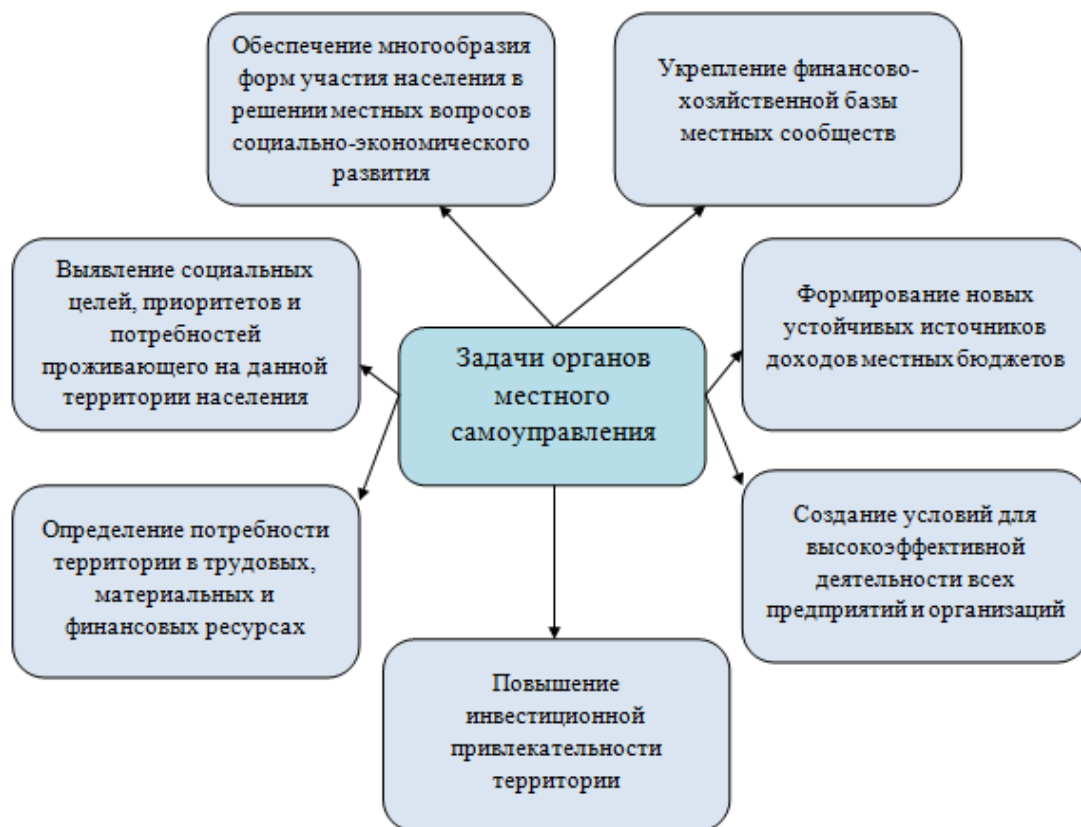 Обеспечение многообразия
форм участия населения в
решении местных вопросов
социально-экономического
развития
Укрепление финансово-
хозяйственной базы
местных сообществ
Выявление социальных
целей, приоритетов и
потребностей
проживающего на данной
территории населения
Задачи органов
местного
самоуправления
Формирование новых
устойчивых источников
доходов местных бюджетов
Определение потребности
территории в трудовых,
материальных и
финансовых ресурсах
Создание условий для
высокоэффективной
деятельности всех
предприятий и организаций
Повышение
инвестиционной
привлекательности
территории